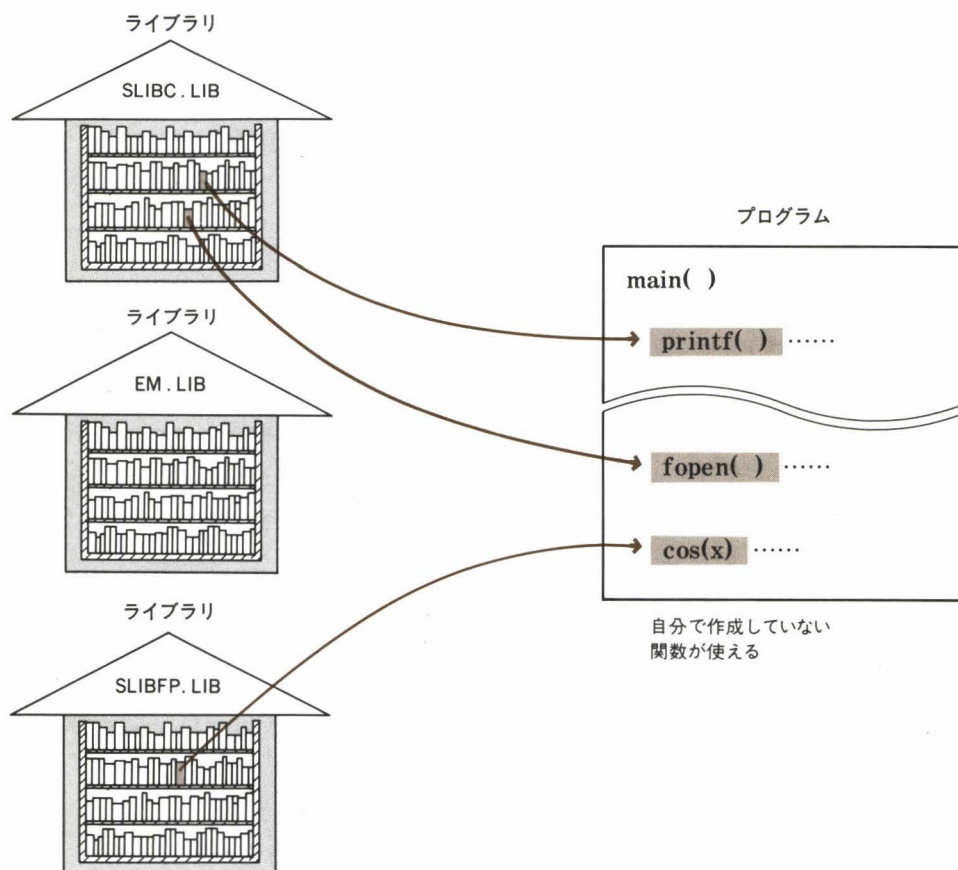 ライブラリ
SLIBC.LIB
ライブラリ
EM.LIB
ライブラリ
SLIBFP.LIB
プログラム
main( )
printf( ) ……
fopen( ) ……
cos(x) ……
自分で作成していない
関数が使える